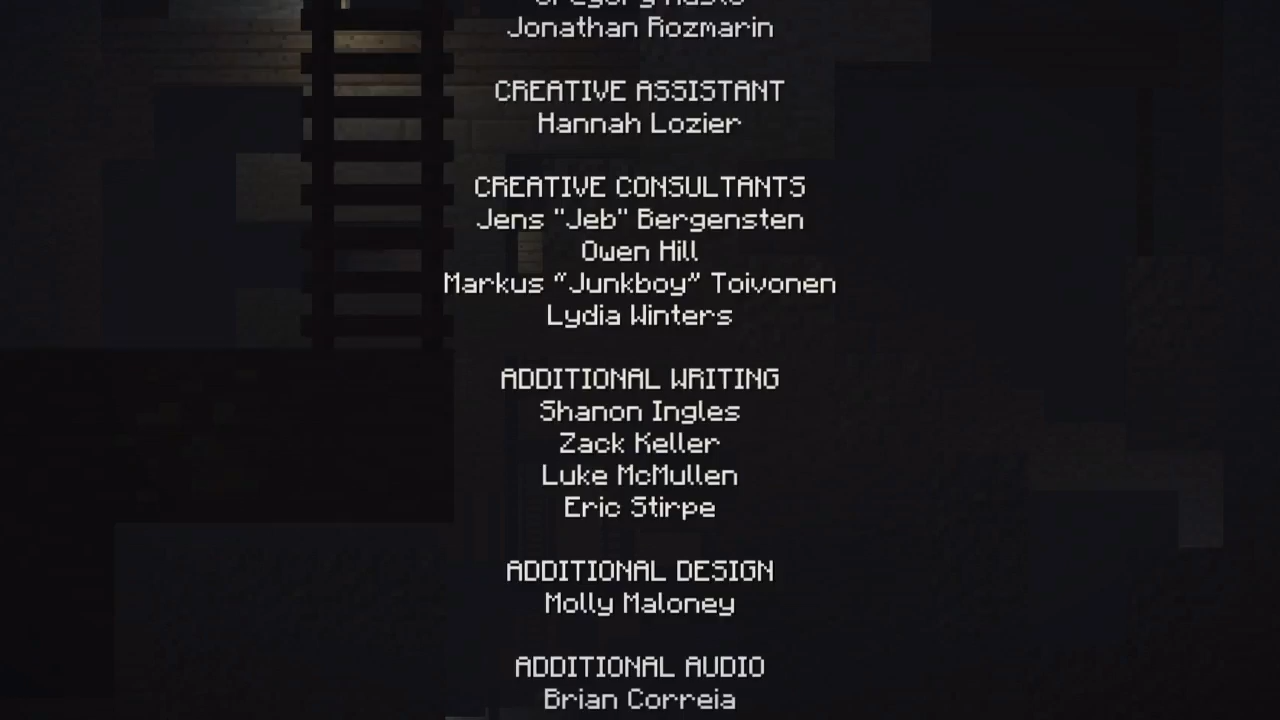 Jonathan Rozmarin
CREATIVE ASSISTANT
Hannah Lozier
CREATIVE CONSULTANTS
Jens "Jeb" Bergensten
Owen Hill
Markus “Junkboy” Toivonen
Lydia Winters
ADDITIONAL WRITING
Shanon Ingles
Zack Keller
Luke McMullen
Eric Stirpe
ADDITIONAL DESIGN
Molly Maloney
ADDITIONAL AUDIO
Brian Correia